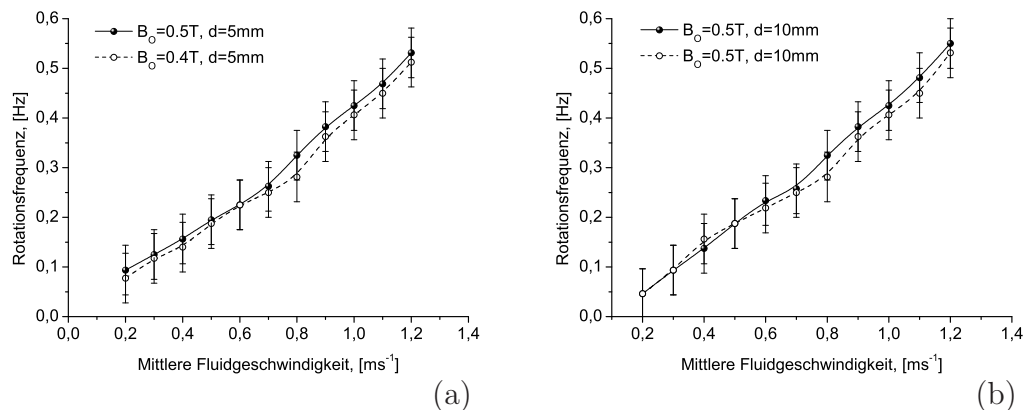 B_O=0.5T, d=5mm
B_O=0.4T, d=5mm
Rotationsfrequenz, [Hz]
0,6
0,5
0,4
0,3
0,2
0,1
0,0
0,0 0,2 0,4 0,6 0,8 1,0 1,2 1,4
Mittlere Fluidgeschwindigkeit, [ms⁻¹]
(a)
B_O=0.5T, d=10mm
B_O=0.5T, d=10mm
Rotationsfrequenz, [Hz]
0,6
0,5
0,4
0,3
0,2
0,1
0,0
0,2 0,4 0,6 0,8 1,0 1,2 1,4
Mittlere Fluidgeschwindigkeit, [ms⁻¹]
(b)